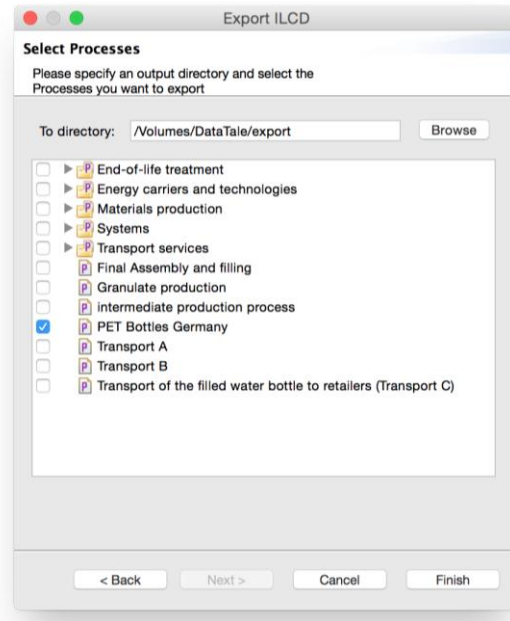 Export ILCD
Select Processes
Please specify an output directory and select the
Processes you want to export
To directory: /Volumes/DataTale/export Browse
P End-of-life treatment
P Energy carriers and technologies
P Materials production
P Systems
P Transport services
P Final Assembly and filling
P Granulate production
P intermediate production process
P PET Bottles Germany
P Transport A
P Transport B
P Transport of the filled water bottle to retailers (Transport C)
< Back Next > Cancel Finish